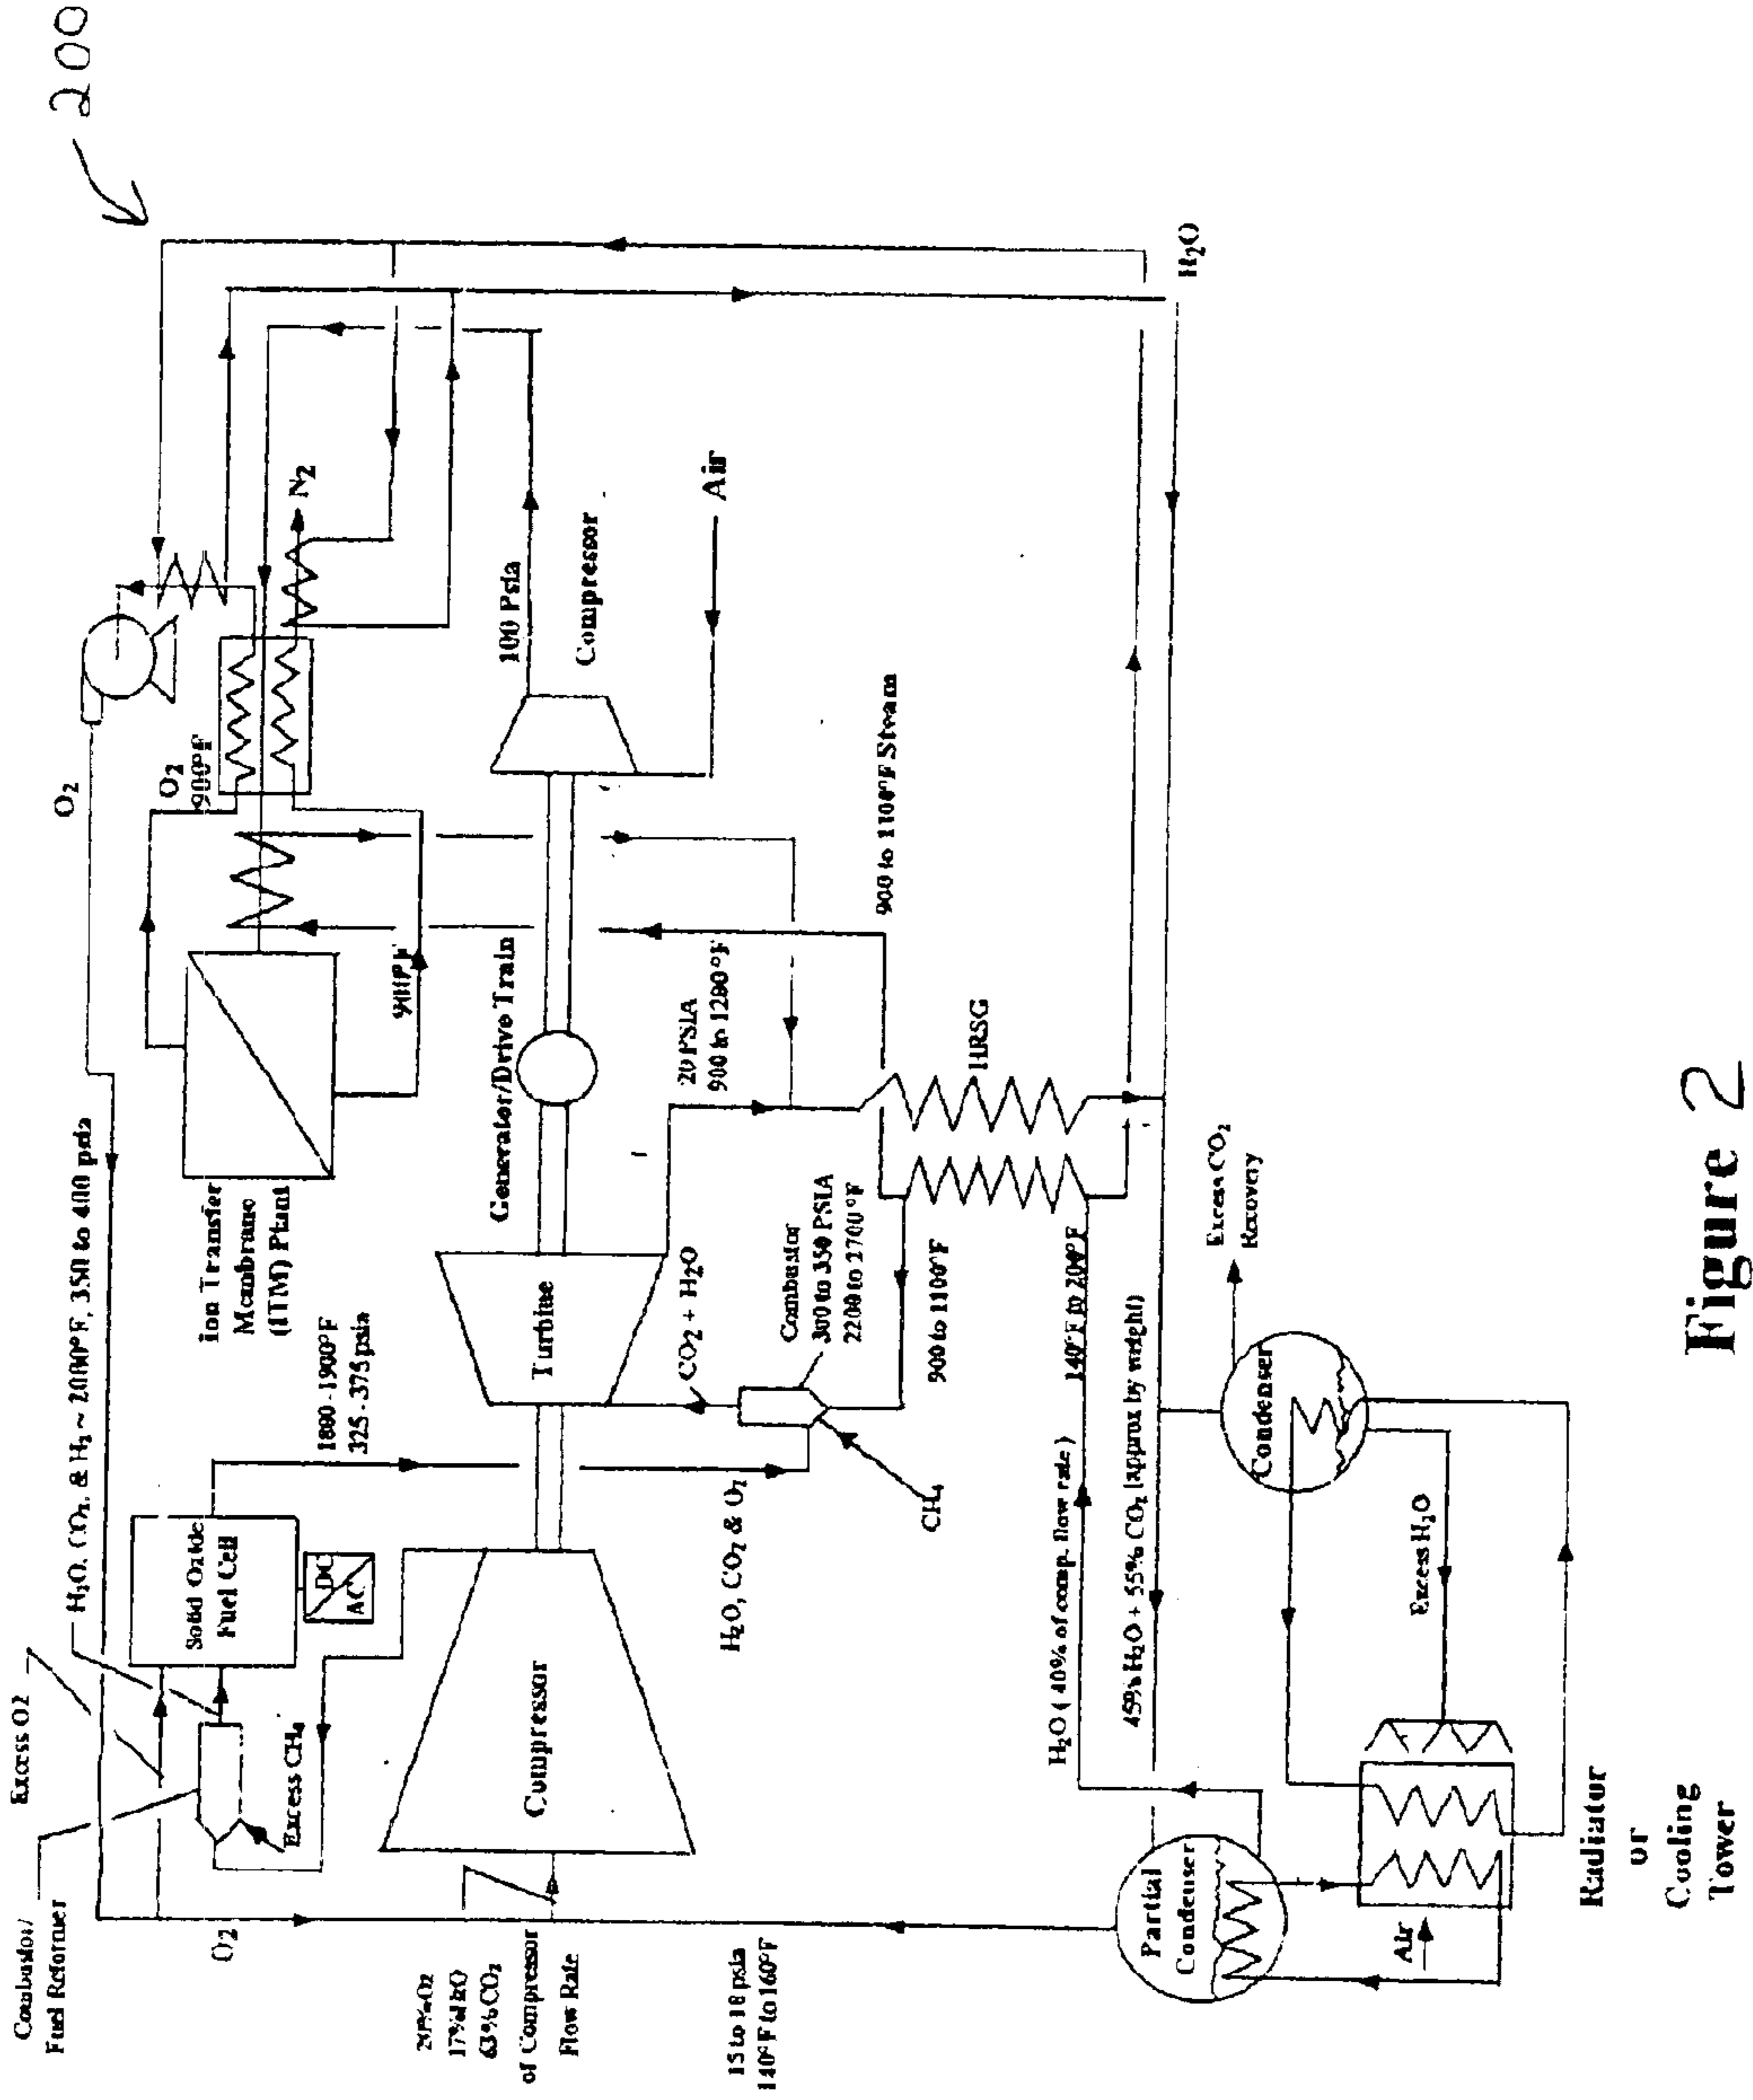 200
O2
O2
900°F
N2
100 Psia
Compressor
Air
900 to 1100°F Steam
H2O
Ion Transfer
Membrane
(ITM) Plant
900°F
Generator/Drive Train
20 PSIA
900 to 1200°F
HRSG
H2O, CO2, & H2 ~ 2000°F, 350 to 400 psia
1800 - 1900°F
325 - 375 psia
Turbine
CO2 + H2O
Combustor
300 to 350 PSIA
2200 to 2700°F
900 to 1100°F
140°F to 200°F
Excess CO2
Recovery
Excess O2
Solid Oxide
Fuel Cell
DC
AC
Excess CH4
Combustor/
Fuel Reformer
Compressor
H2O, CO2 & O2
CH4
H2O ( 40% of comp. flow rate )
45% H2O + 55% CO2 (approx by weight)
Condenser
Excess H2O
O2
20% O2
17% H2O
63% CO2
of Compressor
Flow Rate
15 to 18 psia
140°F to 160°F
Partial
Condenser
Air
Radiator
or
Cooling
Tower
Figure 2